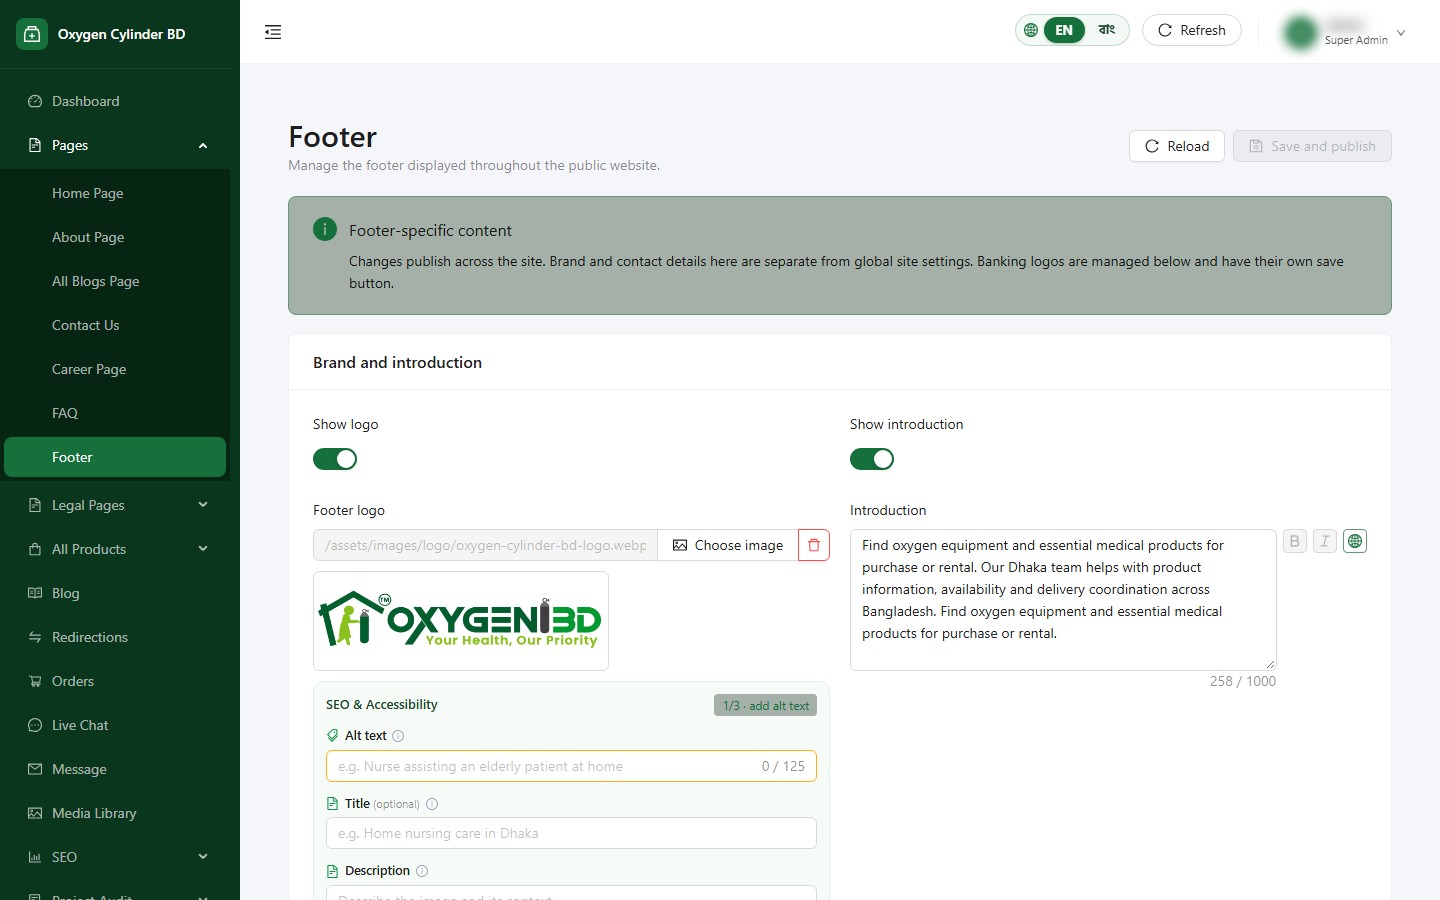 Oxygen Cylinder BD
EN
বাং
Refresh
Super Admin
Dashboard
Pages
Home Page
About Page
All Blogs Page
Contact Us
Career Page
FAQ
Footer
Legal Pages
All Products
Blog
Redirections
Orders
Live Chat
Message
Media Library
SEO
Project Audit
Footer
Manage the footer displayed throughout the public website.
Reload
Save and publish
Footer-specific content
Changes publish across the site. Brand and contact details here are separate from global site settings. Banking logos are managed below and have their own save
button.
Brand and introduction
Show logo
Show introduction
Footer logo
/assets/images/logo/oxygen-cylinder-bd-logo.webp
Choose image
TM
OXYGEN BD
Your Health, Our Priority
Introduction
Find oxygen equipment and essential medical products for
purchase or rental. Our Dhaka team helps with product
information, availability and delivery coordination across
Bangladesh. Find oxygen equipment and essential medical
products for purchase or rental.
B
I
258 / 1000
SEO & Accessibility
1/3 · add alt text
Alt text
e.g. Nurse assisting an elderly patient at home
0 / 125
Title (optional)
e.g. Home nursing care in Dhaka
Description
Describe the image and its context